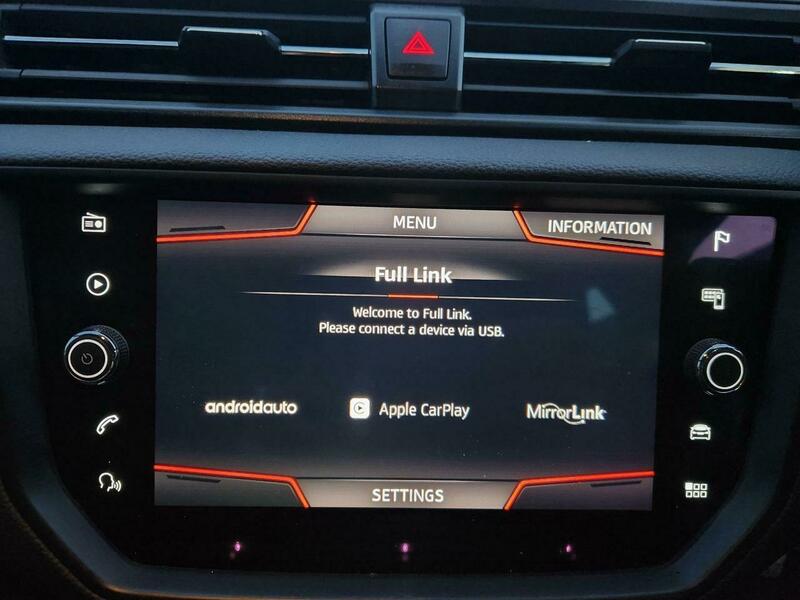 MENU
INFORMATION
Full Link
Welcome to Full Link.
Please connect a device via USB.
androidauto
Apple CarPlay
MirrorLink
SETTINGS